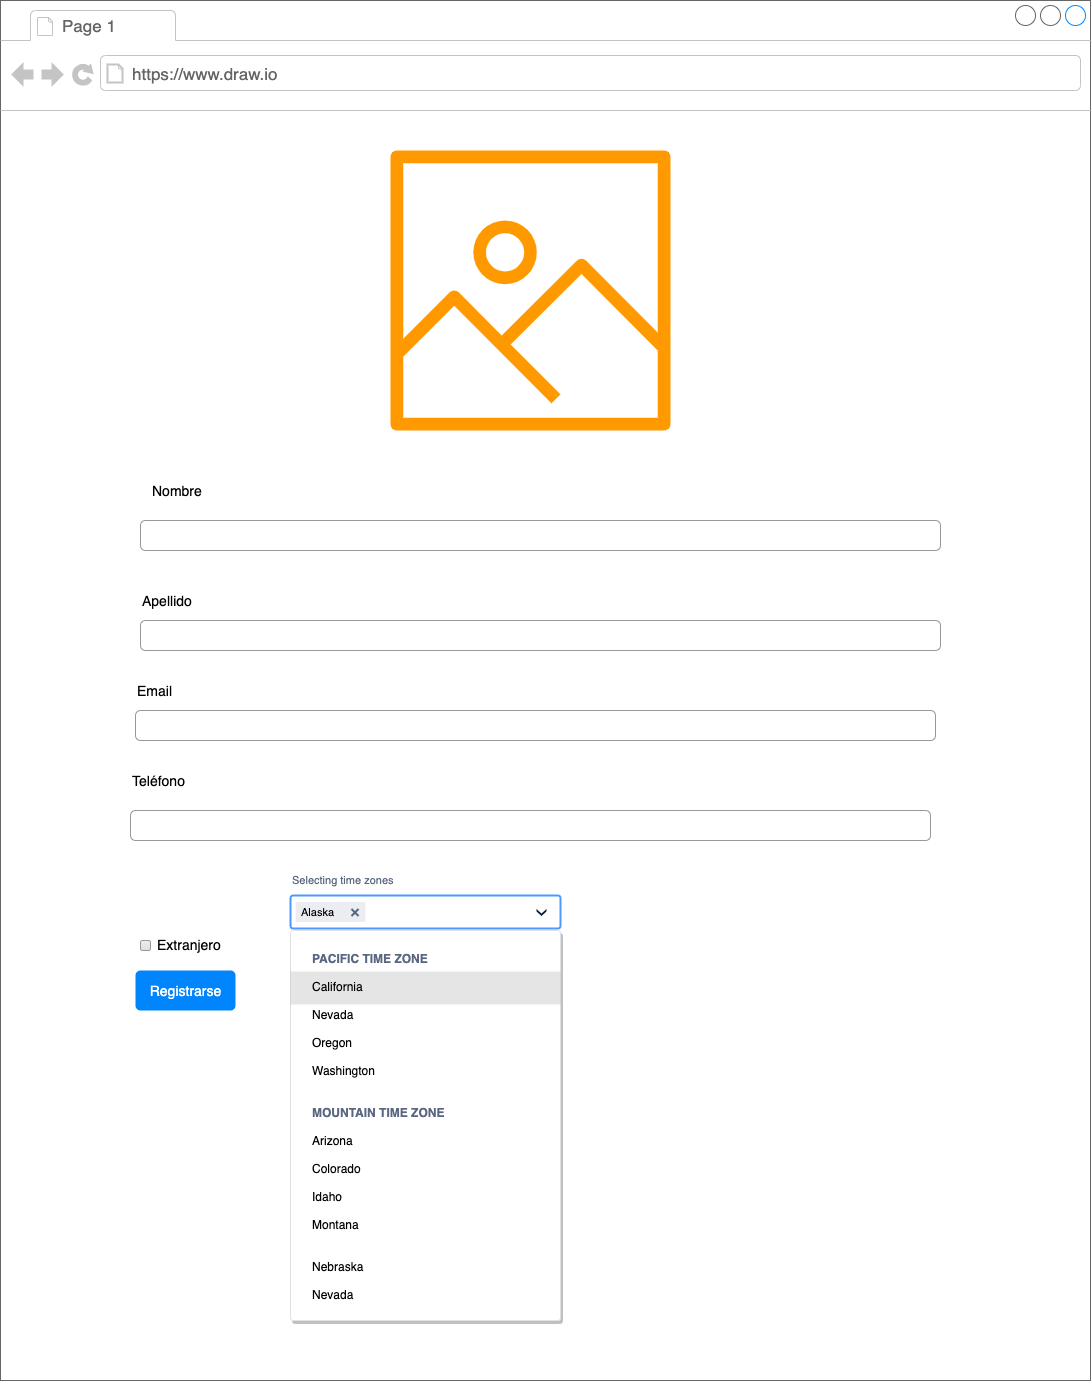 Page 1
https://www.draw.io
Nombre
Apellido
Email
Teléfono
Selecting time zones
Alaska
Extranjero
Registrarse
PACIFIC TIME ZONE
California
Nevada
Oregon
Washington
MOUNTAIN TIME ZONE
Arizona
Colorado
Idaho
Montana
Nebraska
Nevada